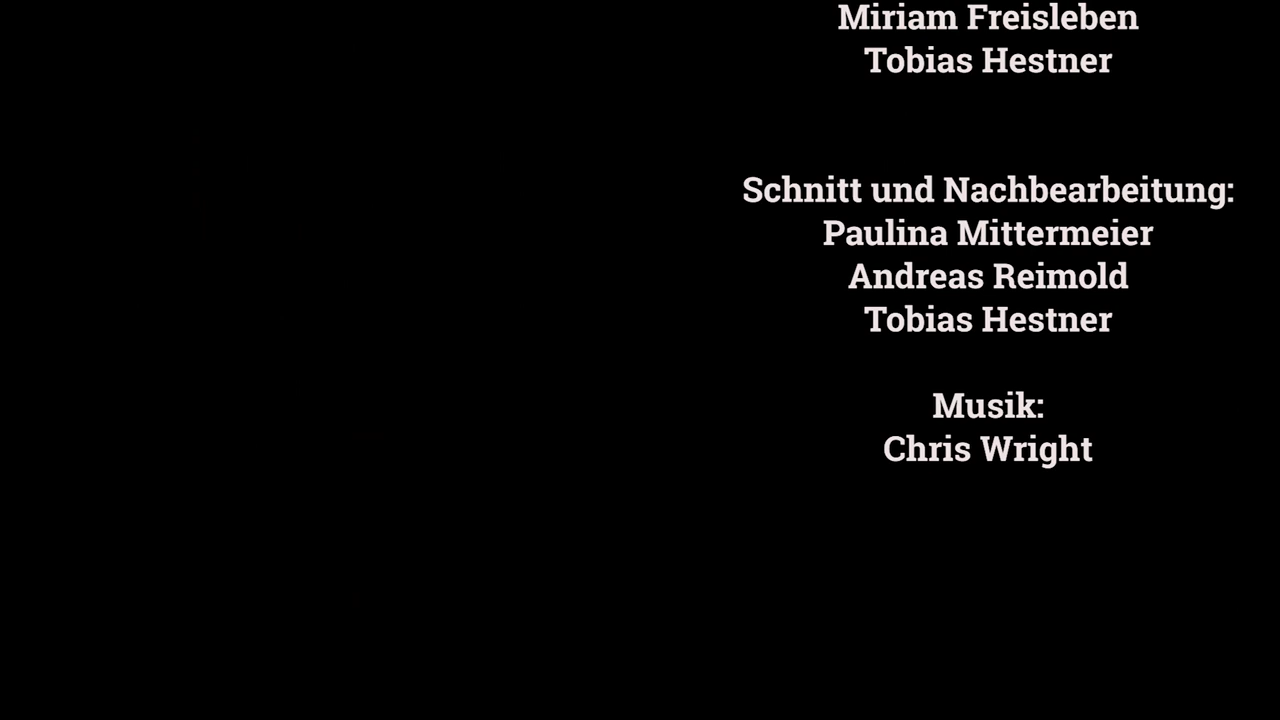 Miriam Freisleben
Tobias Hestner
Schnitt und Nachbearbeitung:
Paulina Mittermeier
Andreas Reimold
Tobias Hestner
Musik:
Chris Wright